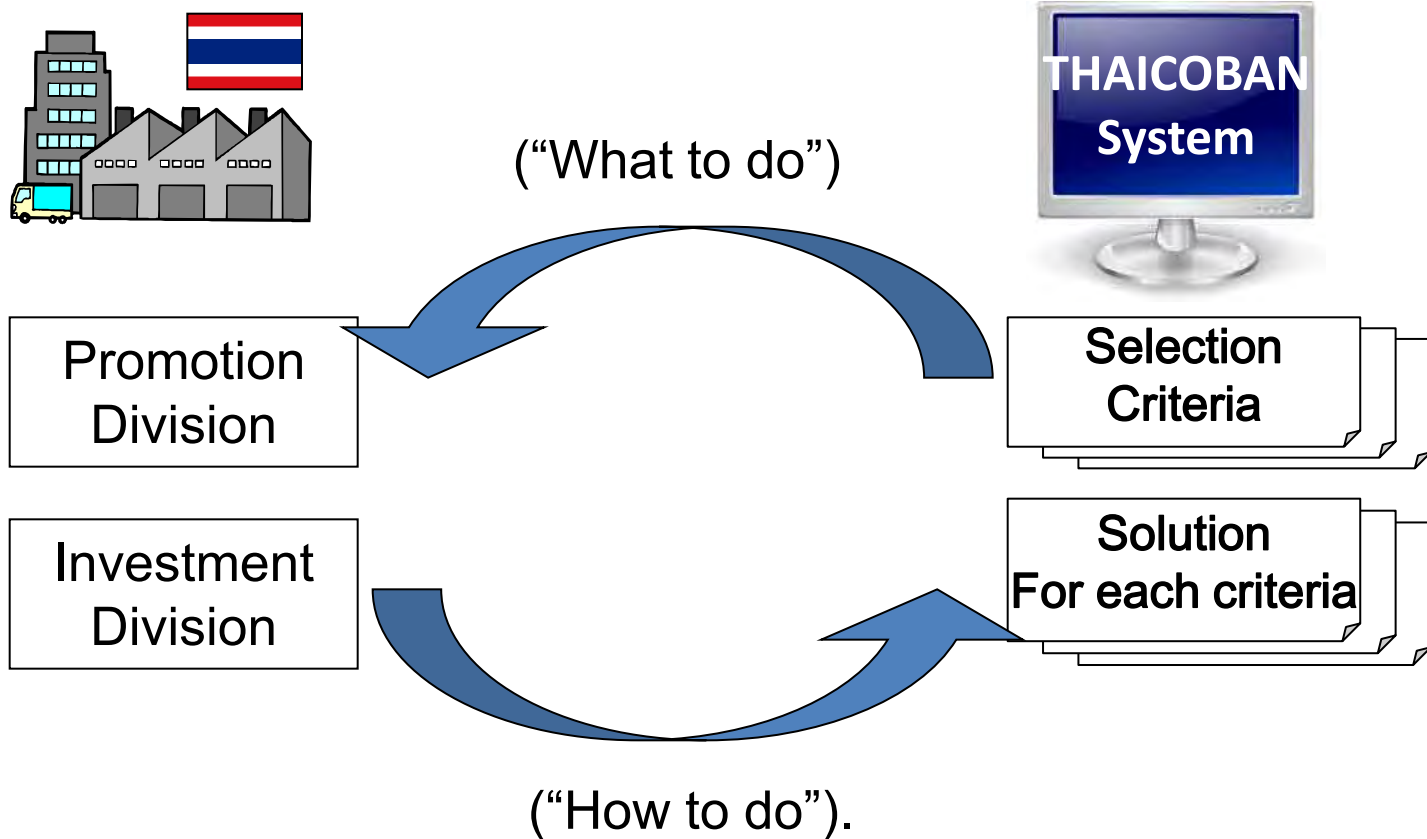 THAICOBAN
System
(“What to do”)
Promotion
Division
Selection
Criteria
Investment
Division
Solution
For each criteria
(“How to do”).